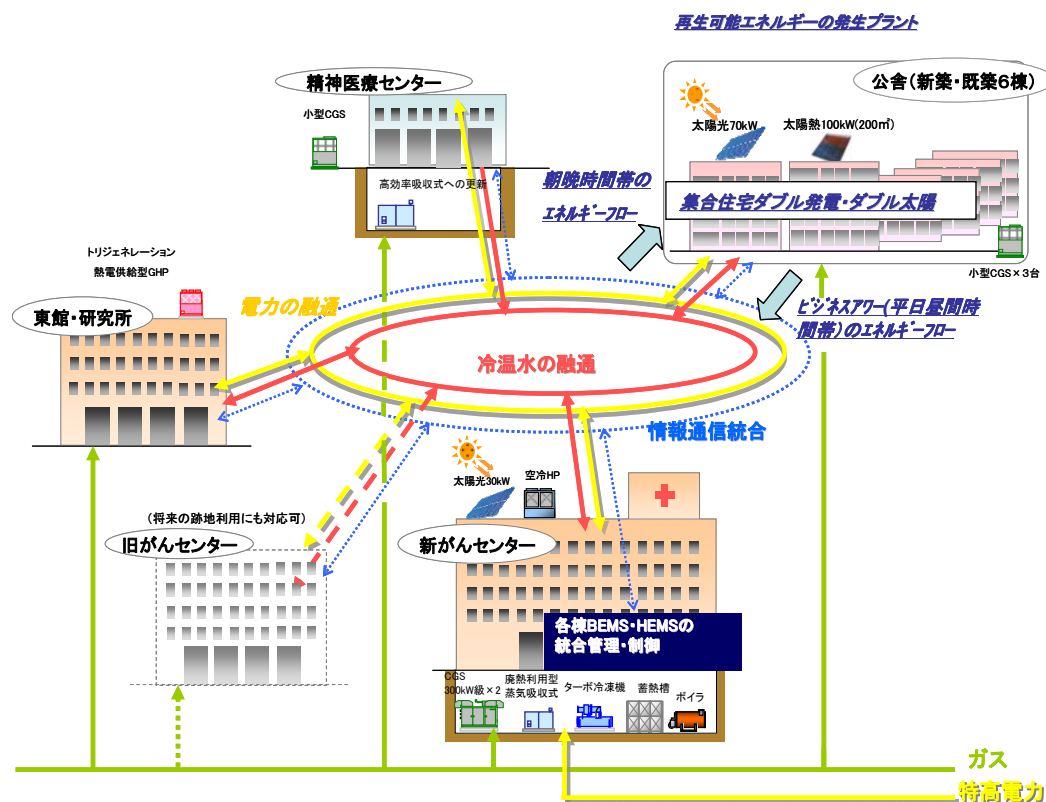 再生可能エネルギーの発生プラント
精神医療センター
公舎(新築・既築6棟)
小型CGS
太陽光70kW
太陽熱100kW(200㎡)
高効率吸収式への更新
朝晩時間帯の
エネルギーフロー
集合住宅ダブル発電・ダブル太陽
小型CGS×3台
トリジェネレーション
熱電供給型GHP
東館・研究所
電力の融通
ビジネスアワー(平日昼間時
間帯)のエネルギーフロー
冷温水の融通
情報通信統合
太陽光30kW
空冷HP
(将来の跡地利用にも対応可)
旧がんセンター
新がんセンター
各棟BEMS・HEMSの
統合管理・制御
CGS
300kW級×2
廃熱利用型
蒸気吸収式
ターボ冷凍機
蓄熱槽
ボイラ
ガス
特高電力